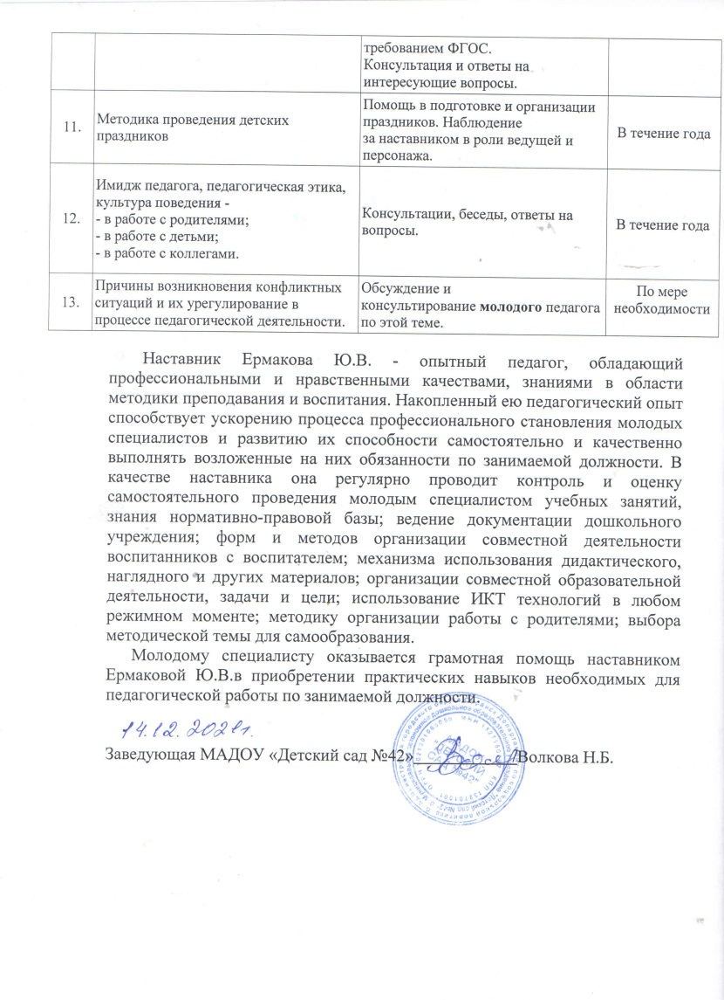 требованием ФГОС.
Консультация и ответы на
интересующие вопросы.
11.
Методика проведения детских
праздников
Помощь в подготовке и организации
праздников. Наблюдение
за наставником в роли ведущей и
персонажа.
В течение года
12.
Имидж педагога, педагогическая этика,
культура поведения -
- в работе с родителями;
- в работе с детьми;
- в работе с коллегами.
Консультации, беседы, ответы на
вопросы.
В течение года
13.
Причины возникновения конфликтных
ситуаций и их урегулирование в
процессе педагогической деятельности.
Обсуждение и
консультирование молодого педагога
по этой теме.
По мере
необходимости
Наставник Ермакова Ю.В. - опытный педагог, обладающий
профессиональными и нравственными качествами, знаниями в области
методики преподавания и воспитания. Накопленный ею педагогический опыт
способствует ускорению процесса профессионального становления молодых
специалистов и развитию их способности самостоятельно и качественно
выполнять возложенные на них обязанности по занимаемой должности. В
качестве наставника она регулярно проводит контроль и оценку
самостоятельного проведения молодым специалистом учебных занятий,
знания нормативно-правовой базы; ведение документации дошкольного
учреждения; форм и методов организации совместной деятельности
воспитанников с воспитателем; механизма использования дидактического,
наглядного и других материалов; организации совместной образовательной
деятельности, задачи и цели; использование ИКТ технологий в любом
режимном моменте; методику организации работы с родителями; выбора
методической темы для самообразования.
Молодому специалисту оказывается грамотная помощь наставником
Ермаковой Ю.В.в приобретении практических навыков необходимых для
педагогической работы по занимаемой должности.
14.12.2021г.
Заведующая МАДОУ «Детский сад №42»____________/Волкова Н.Б.
САД №42"